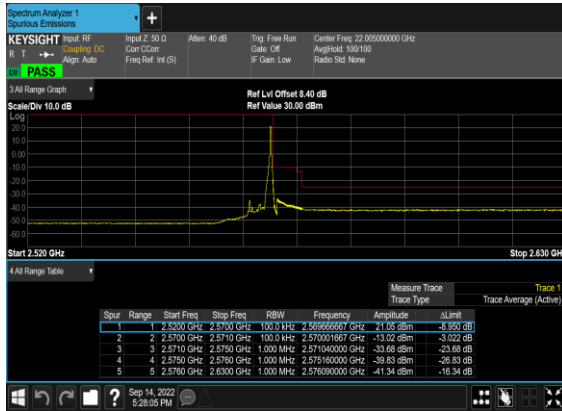 Spectrum Analyzer 1
Spurious Emissions
+
KEYSIGHT Input: RF Input Z: 50 Ω Atten: 40 dB Trig: Free Run Center Freq: 22.005000000 GHz
R T Coupling: DC Corr CCorr Gate: Off Avg|Hold: 100/100
Align: Auto Freq Ref: Int (S) IF Gain: Low Radio Std: None
PASS
3 All Range Graph Ref Lvl Offset 8.40 dB
Scale/Div 10.0 dB Ref Value 30.00 dBm
Log
20.0
10.0
0.00
-10.0
-20.0
-30.0
-40.0
-50.0
-60.0
Start 2.520 GHz Stop 2.630 GH
4 All Range Table
Measure Trace Trace 1
Trace Type Trace Average (Active)
Spur Range Start Freq Stop Freq RBW Frequency Amplitude ΔLimit
1 1 2.5200 GHz 2.5700 GHz 100.0 kHz 2.569666667 GHz 21.05 dBm -8.950 dB
2 2 2.5700 GHz 2.5710 GHz 100.0 kHz 2.570001667 GHz -13.02 dBm -3.022 dB
3 3 2.5710 GHz 2.5750 GHz 1.000 MHz 2.571040000 GHz -33.68 dBm -23.68 dB
4 4 2.5750 GHz 2.5760 GHz 1.000 MHz 2.575160000 GHz -39.83 dBm -26.83 dB
5 5 2.5760 GHz 2.6300 GHz 1.000 MHz 2.576090000 GHz -41.34 dBm -16.34 dB
? Sep 14, 2022
5:28:05 PM